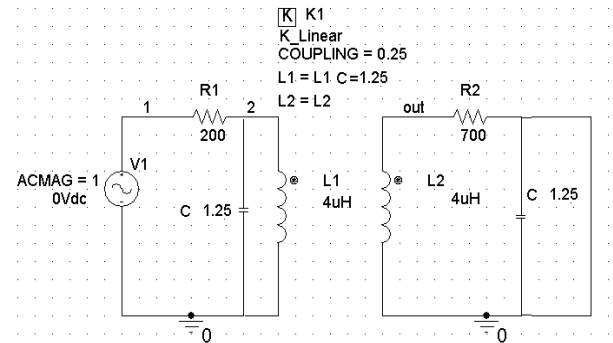 K K1
K_Linear
COUPLING = 0.25
L1 = L1 C=1.25
L2 = L2
R1
R2
1
2
out
200
700
V1
ACMAG = 1
0Vdc
C 1.25
L1
4uH
L2
4uH
C 1.25
0
0